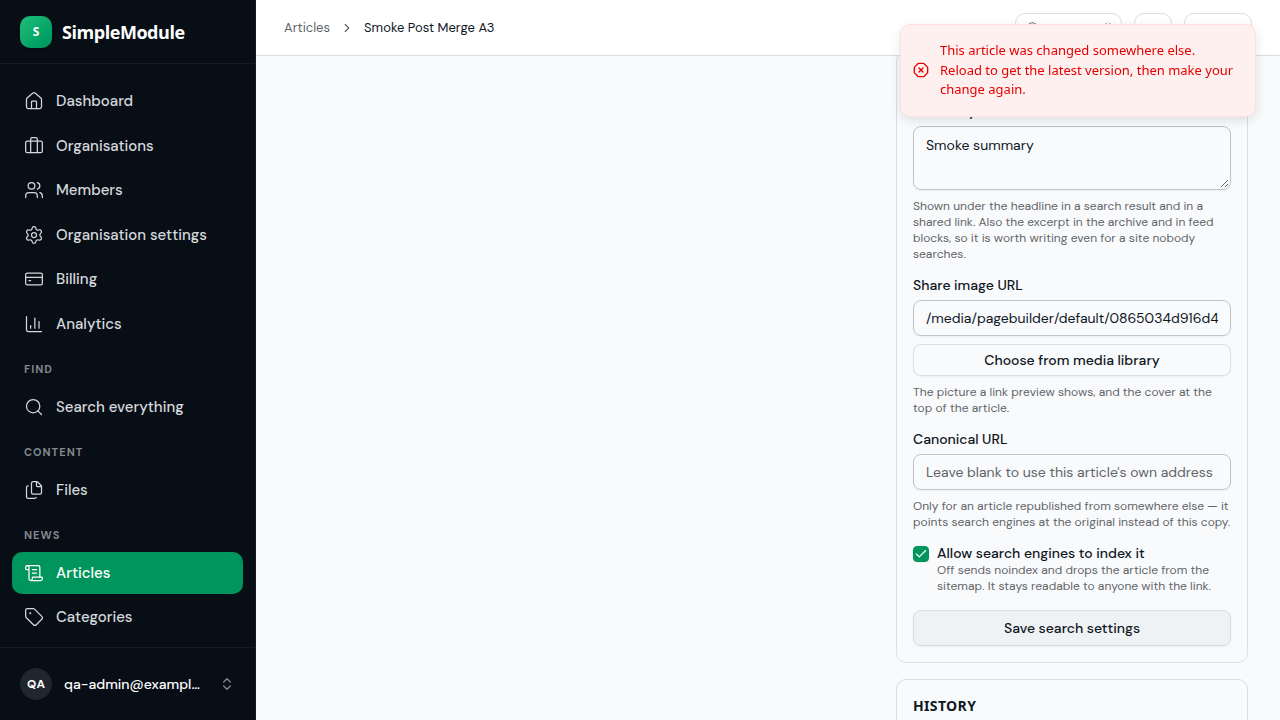 S SimpleModule
Dashboard
Organisations
Members
Organisation settings
Billing
Analytics
FIND
Search everything
CONTENT
Files
NEWS
Articles
Categories
QA qa-admin@exampl...
Articles > Smoke Post Merge A3
This article was changed somewhere else.
Reload to get the latest version, then make your
change again.
Smoke summary
Shown under the headline in a search result and in a
shared link. Also the excerpt in the archive and in feed
blocks, so it is worth writing even for a site nobody
searches.
Share image URL
/media/pagebuilder/default/0865034d916d4
Choose from media library
The picture a link preview shows, and the cover at the
top of the article.
Canonical URL
Leave blank to use this article's own address
Only for an article republished from somewhere else — it
points search engines at the original instead of this copy.
Allow search engines to index it
Off sends noindex and drops the article from the
sitemap. It stays readable to anyone with the link.
Save search settings
HISTORY